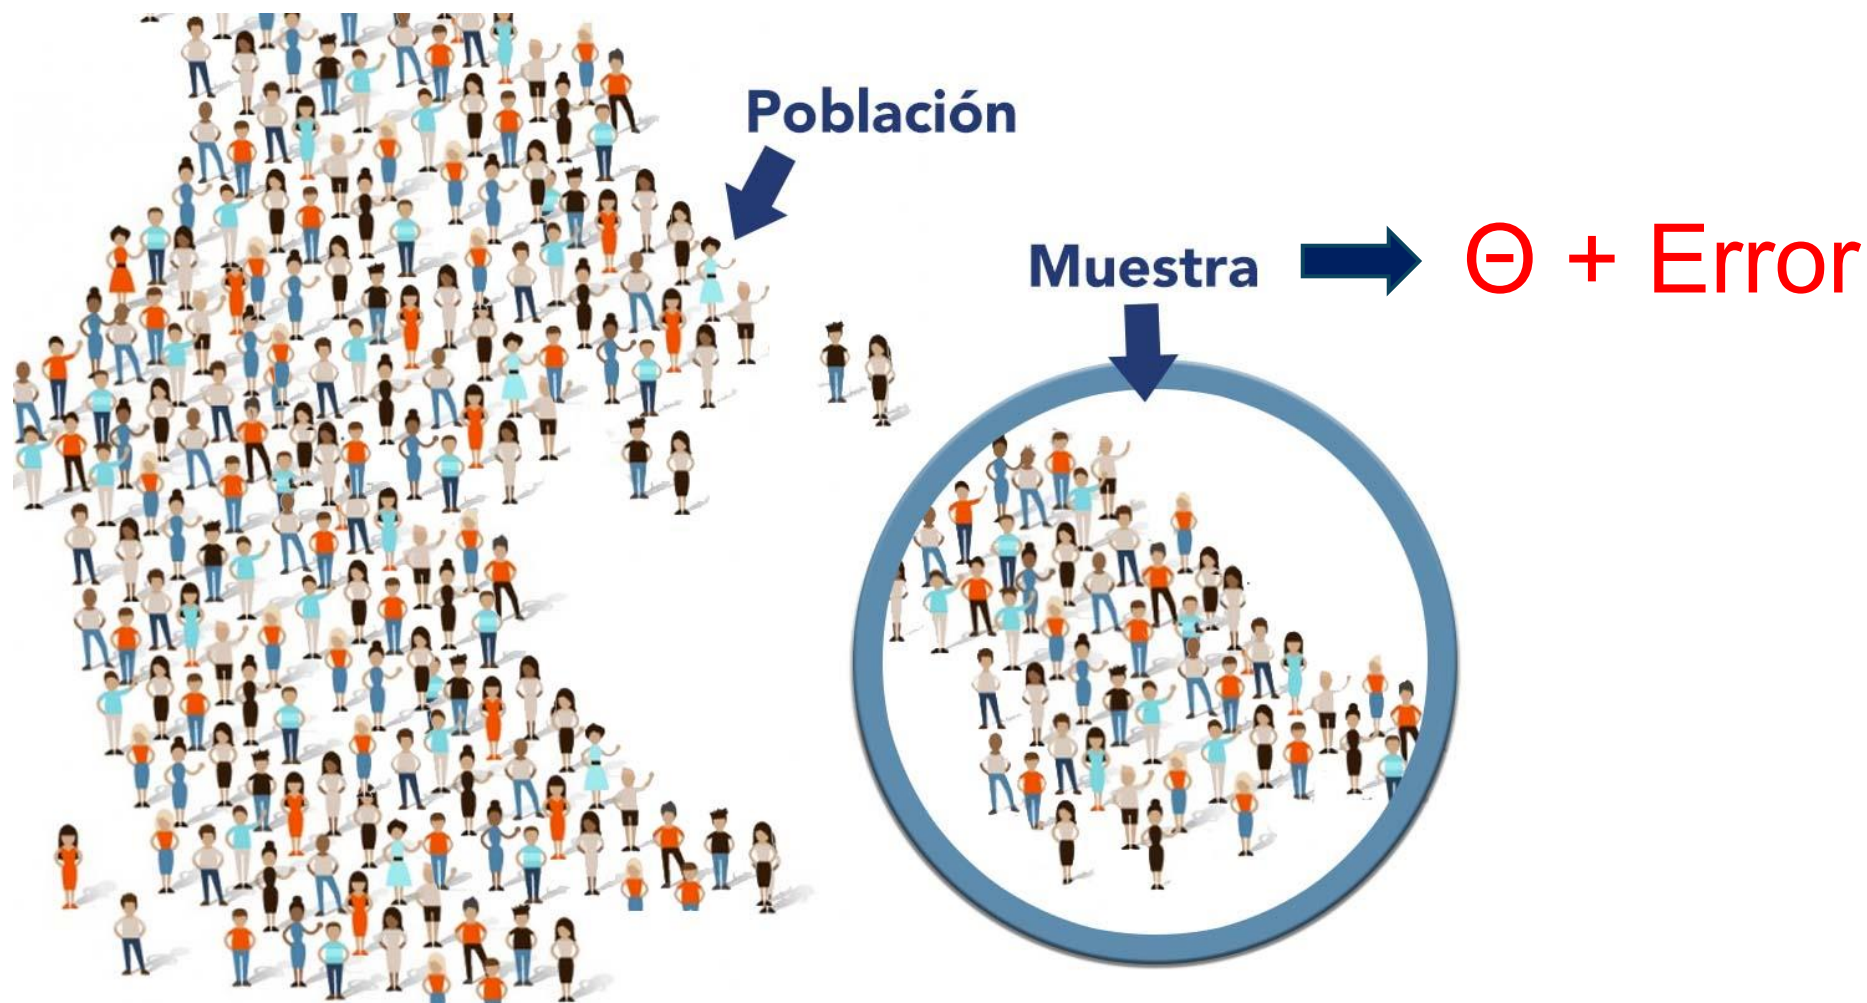 Población
Muestra
Θ + Error